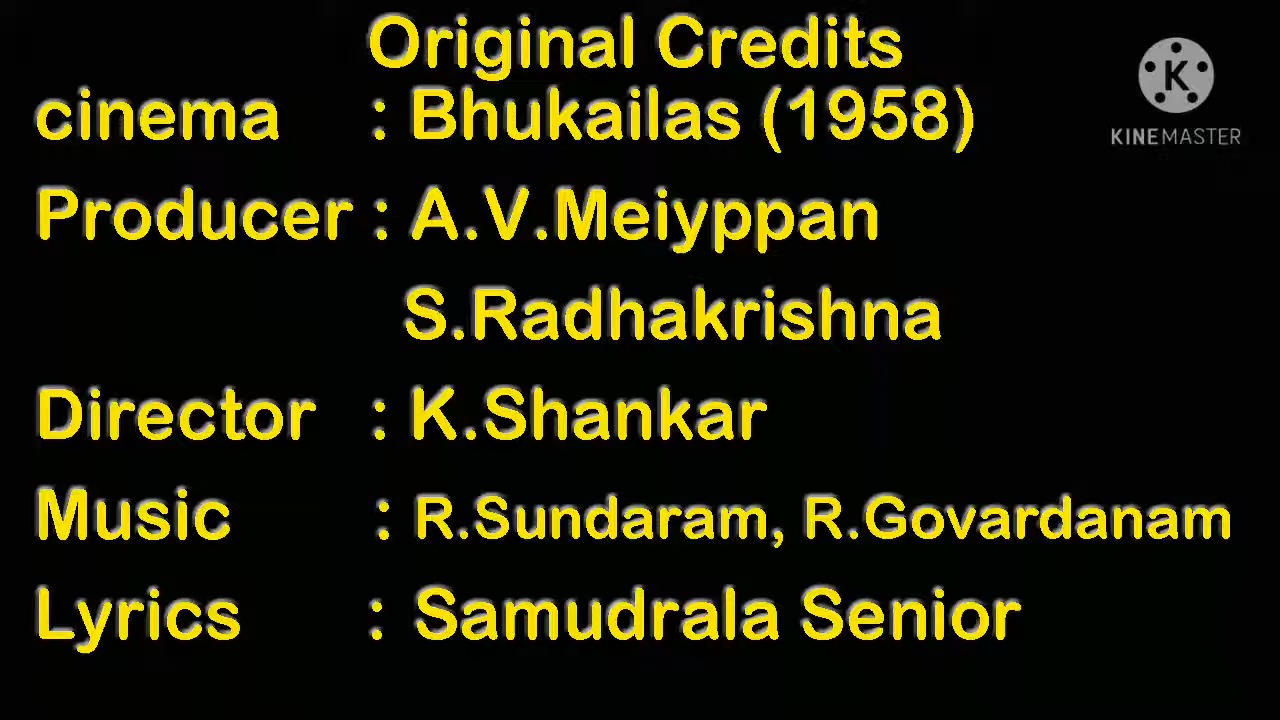 Original Credits
cinema : Bhukailas (1958)
K
KINEMASTER
Producer : A.V.Meiyppan
S.Radhakrishna
Director : K.Shankar
Music : R.Sundaram, R.Govardanam
Lyrics : Samudrala Senior